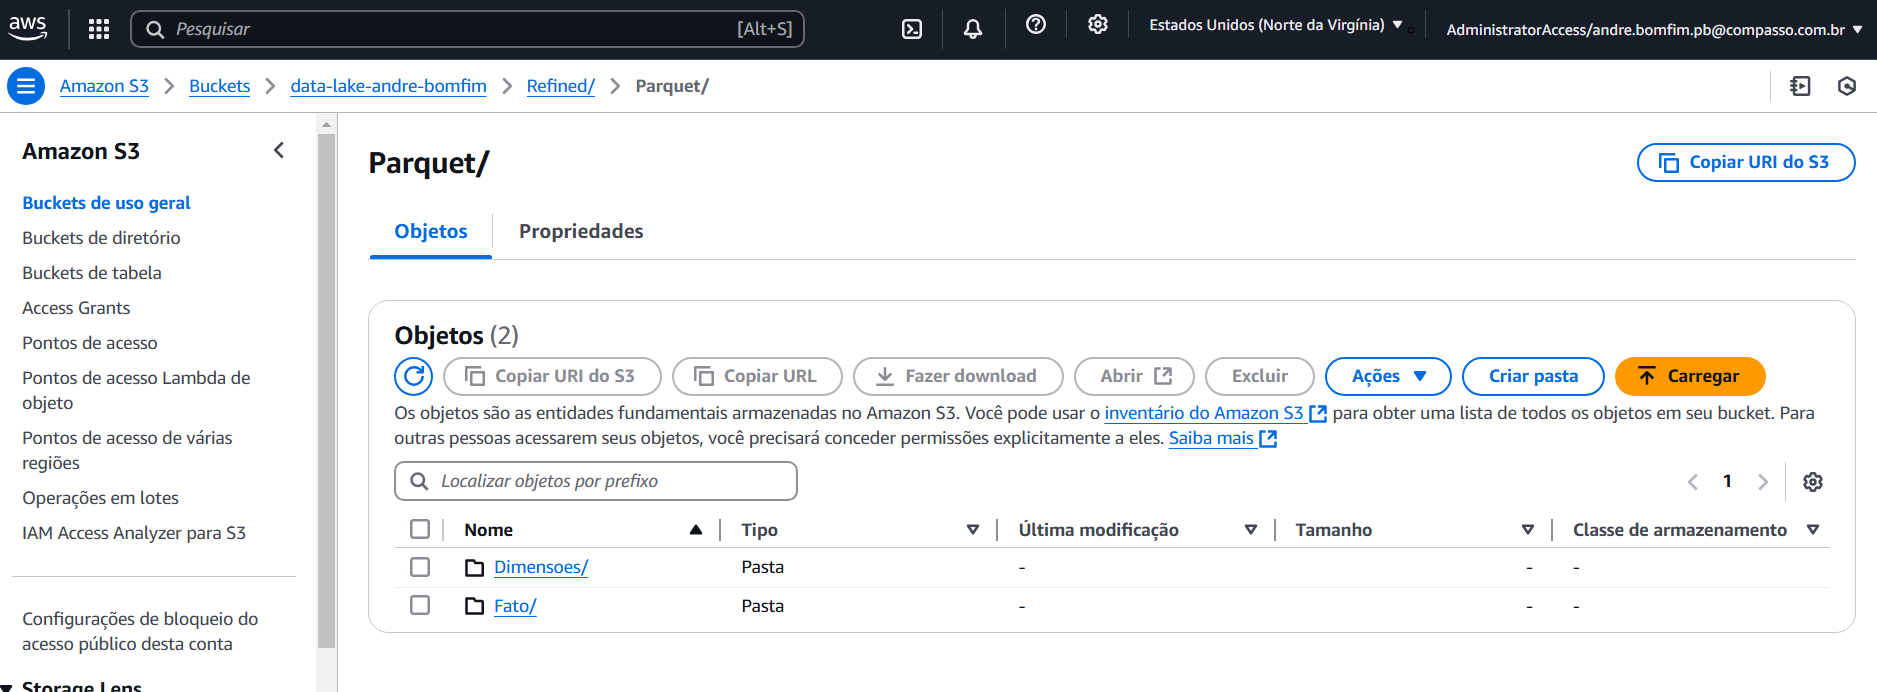 aws
Pesquisar [Alt+S]
Estados Unidos (Norte da Virgínia)
AdministratorAccess/andre.bomfim.pb@compasso.com.br
Amazon S3 Buckets data-lake-andre-bomfim Refined/ Parquet/
Amazon S3
Buckets de uso geral
Buckets de diretório
Buckets de tabela
Access Grants
Pontos de acesso
Pontos de acesso Lambda de
objeto
Pontos de acesso de várias
regiões
Operações em lotes
IAM Access Analyzer para S3
Configurações de bloqueio do
acesso público desta conta
Storage Lens
Parquet/
Copiar URI do S3
Objetos Propriedades
Objetos (2)
Copiar URI do S3 Copiar URL Fazer download Abrir Excluir Ações Criar pasta Carregar
Os objetos são as entidades fundamentais armazenadas no Amazon S3. Você pode usar o inventário do Amazon S3 para obter uma lista de todos os objetos em seu bucket. Para
outras pessoas acessarem seus objetos, você precisará conceder permissões explicitamente a eles. Saiba mais
Localizar objetos por prefixo
1
Nome Tipo Última modificação Tamanho Classe de armazenamento
Dimensoes/ Pasta - - -
Fato/ Pasta - - -